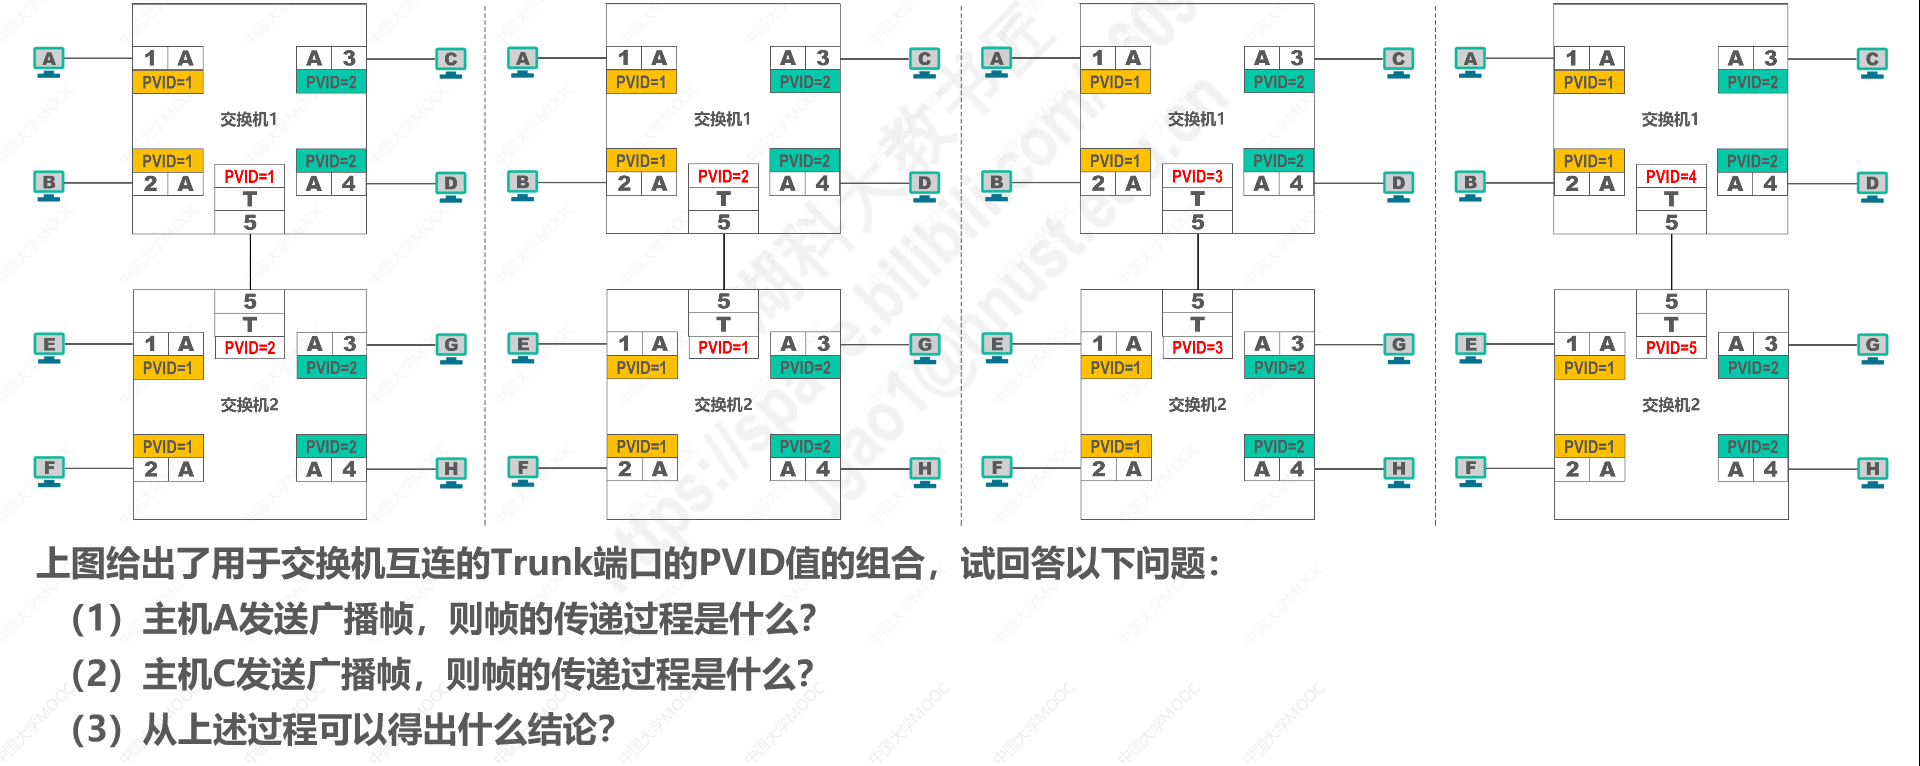 A 1 A A 3 C A 1 A A 3 C A 1 A A 3 C A 1 A A 3 C
PVID=1 PVID=2 PVID=1 PVID=2 PVID=1 PVID=2 PVID=1 PVID=2
交换机1 交换机1 交换机1 交换机1
PVID=1 PVID=2 PVID=1 PVID=2 PVID=1 PVID=2 PVID=1 PVID=2
PVID=1 PVID=2 PVID=3 PVID=4
B 2 A A 4 D B 2 A A 4 D B 2 A A 4 D B 2 A A 4 D
T T T T
5 5 5 5
5 5 5 5
T T T T
E 1 A PVID=2 A 3 G E 1 A PVID=1 A 3 G E 1 A PVID=3 A 3 G E 1 A PVID=5 A 3 G
PVID=1 PVID=2 PVID=1 PVID=2 PVID=1 PVID=2 PVID=1 PVID=2
交换机2 交换机2 交换机2 交换机2
PVID=1 PVID=2 PVID=1 PVID=2 PVID=1 PVID=2 PVID=1 PVID=2
F 2 A A 4 H F 2 A A 4 H F 2 A A 4 H F 2 A A 4 H
上图给出了用于交换机互连的Trunk端口的PVID值的组合，试回答以下问题：
（1）主机A发送广播帧，则帧的传递过程是什么？
（2）主机C发送广播帧，则帧的传递过程是什么？
（3）从上述过程可以得出什么结论？
湖科大教书匠
https://space.bilibili.com/
jgao1@hnust.edu.cn
中国大学MOOC